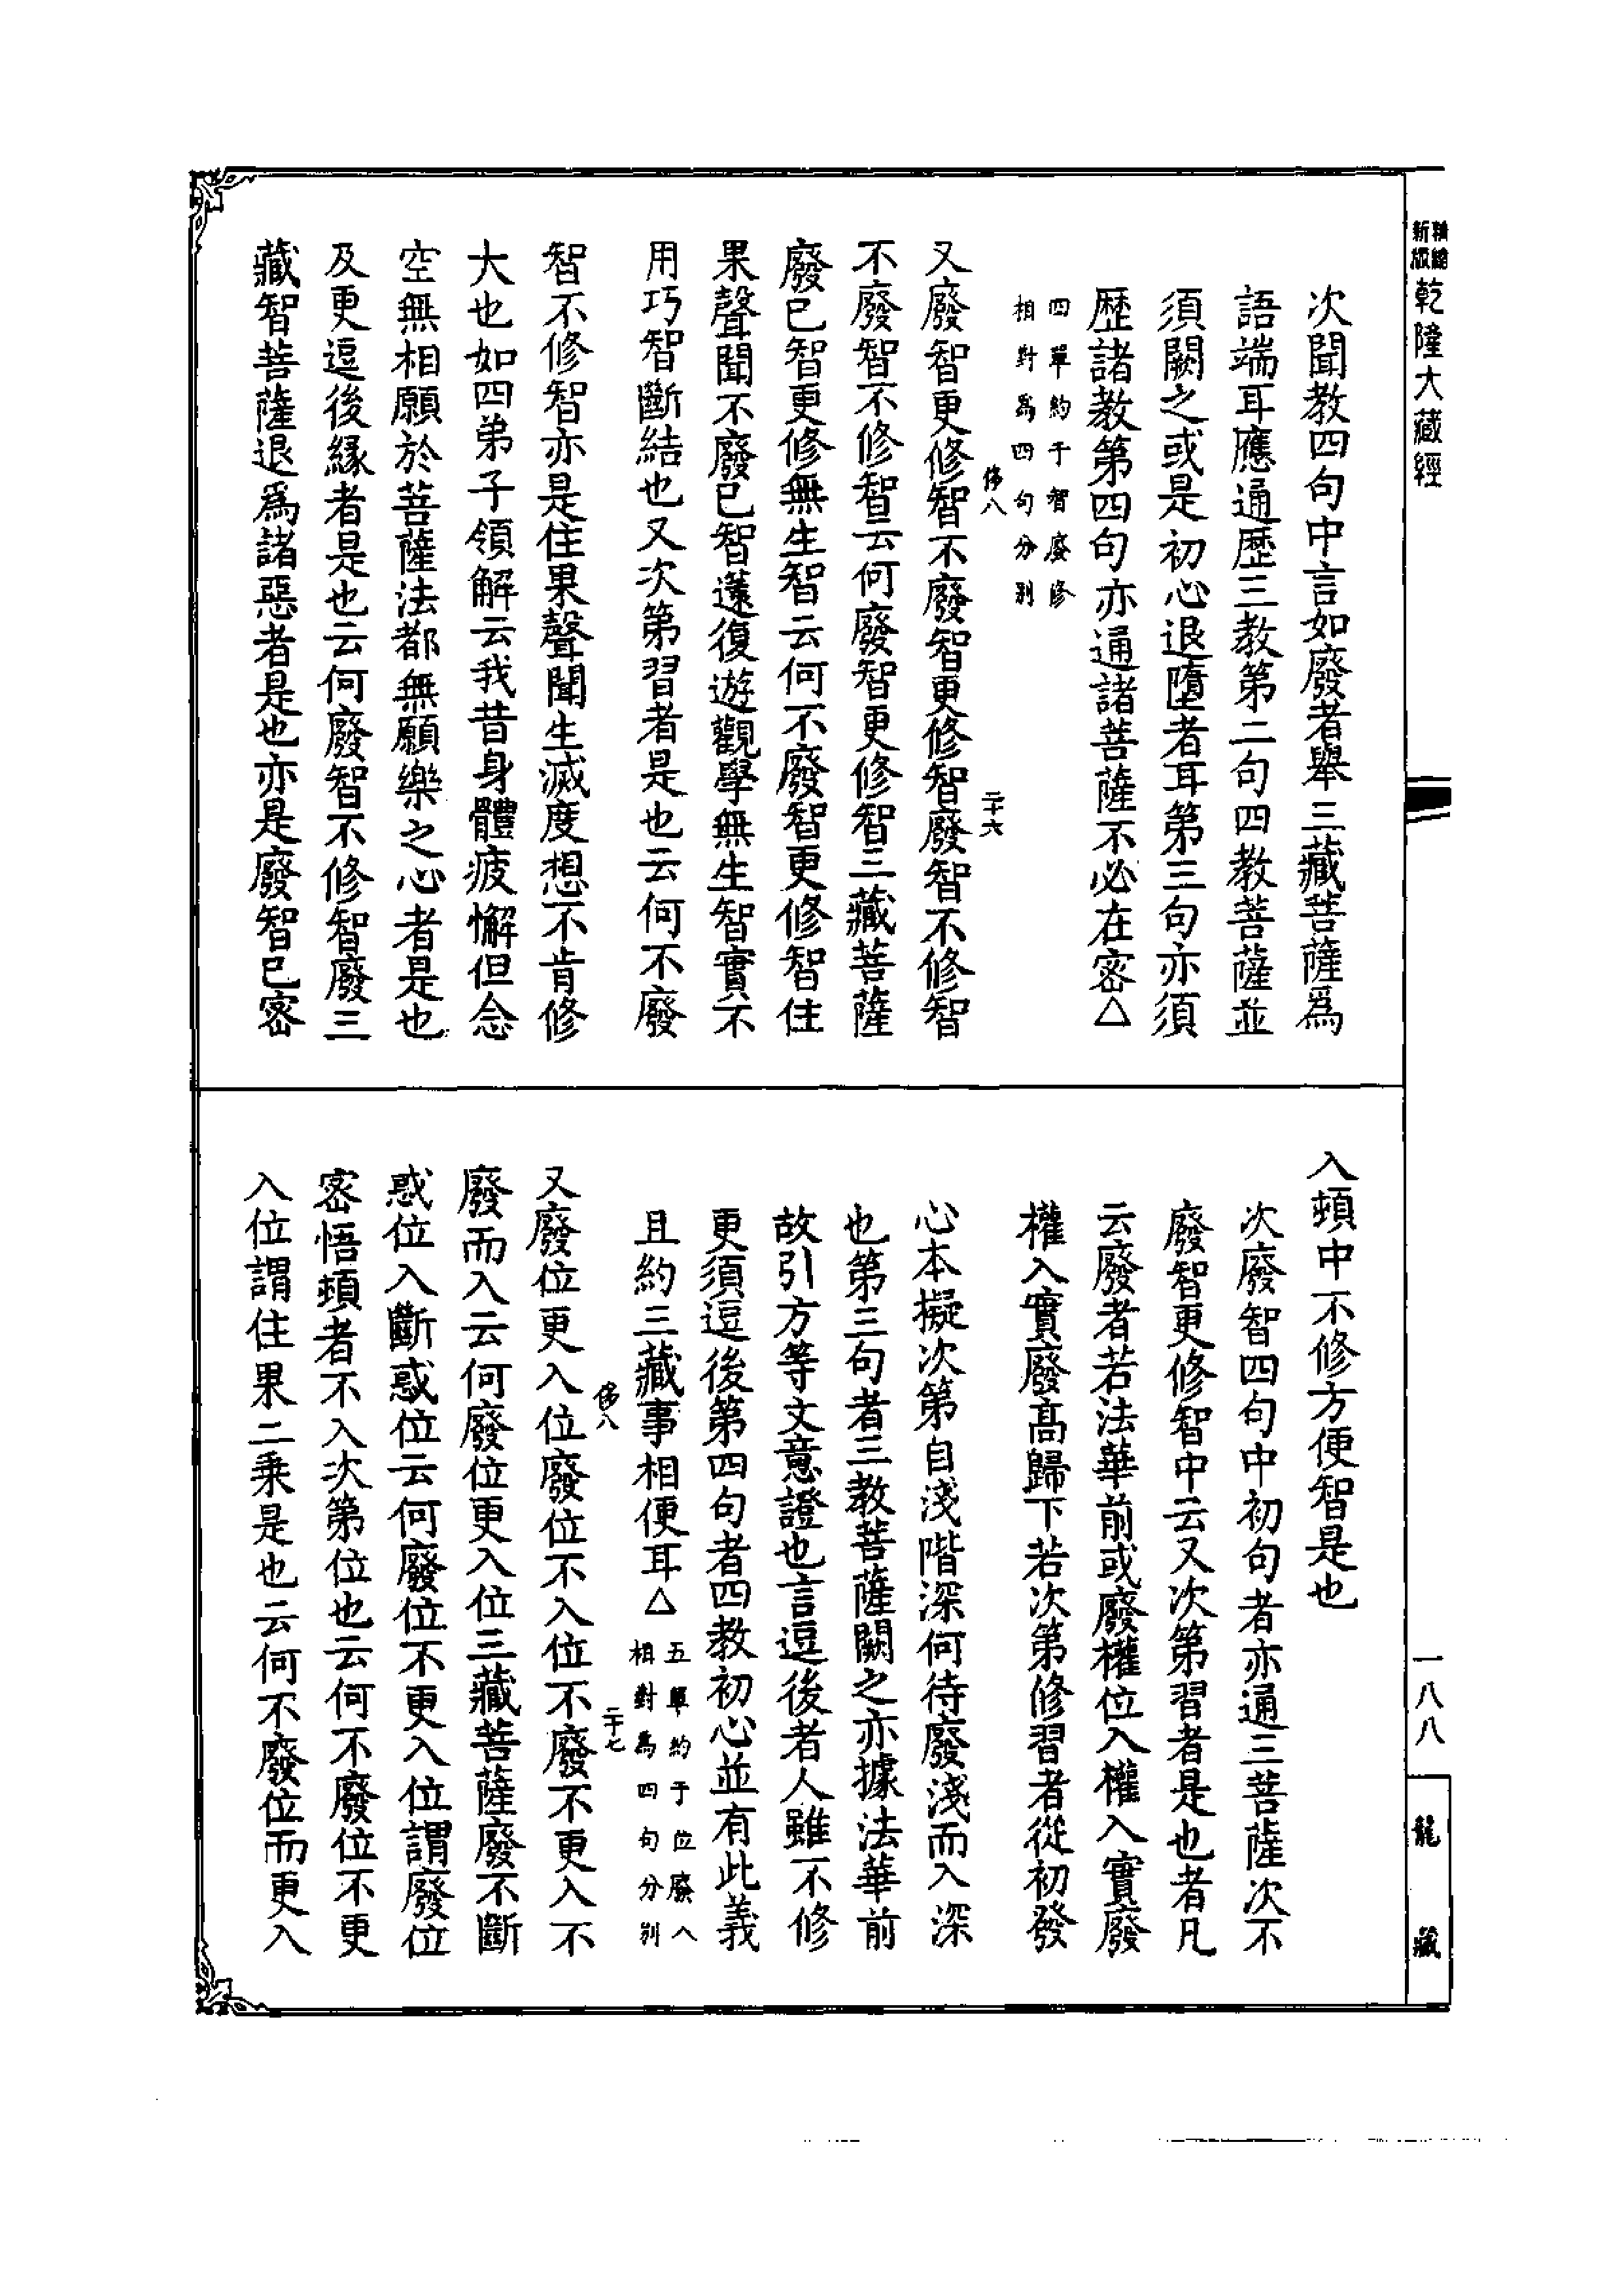 新版
精縮
乾隆大藏經
次聞教四句中言如廢者舉三藏菩薩爲
語端耳應通歷三教第二句四教菩薩並
須闕之或是初心退墮者耳第三句亦須
歷諸教第四句亦通諸菩薩不必在密△
四單約于智廢修
相對爲四句分别
二十六
又廢智更修智不廢智更修智廢智不修智
不廢智不修智云何廢智更修智三藏菩薩
廢已智更修無生智云何不廢智更修智住
果聲聞不廢已智還復遊觀學無生智實不
用巧智斷結也又次第習者是也云何不廢
智不修智亦是住果聲聞生滅度想不肯修
大也如四弟子領解云我昔身體疲懈但念
空無相願於菩薩法都無願樂之心者是也
及更逗後緣者是也云何廢智不修智廢三
藏智菩薩退爲諸惡者是也亦是廢智已密
入頓中不修方便智是也
次廢智四句中初句者亦通三菩薩次不
廢智更修智中云又次第習者是也者凡
云廢者若法華前或廢權位入權入實廢
權入實廢高歸下若次第修習者從初發
心本擬次第自淺階深何待廢淺而入深
也第三句者三教菩薩闕之亦據法華前
故引方等文意證也言逗後者人雖不修
更須逗後第四句者四教初心並有此義
且約三藏事相便耳△
五單約于位廢入
相對爲四句分别
二十七
又廢位更入位廢位不入位不廢不更入不
廢而入云何廢位更入位三藏菩薩廢不斷
惑位入斷惑位云何廢位不更入位謂廢位
密悟頓者不入次第位也云何不廢位不更
入位謂住果二乘是也云何不廢位而更入
一八八
龍藏